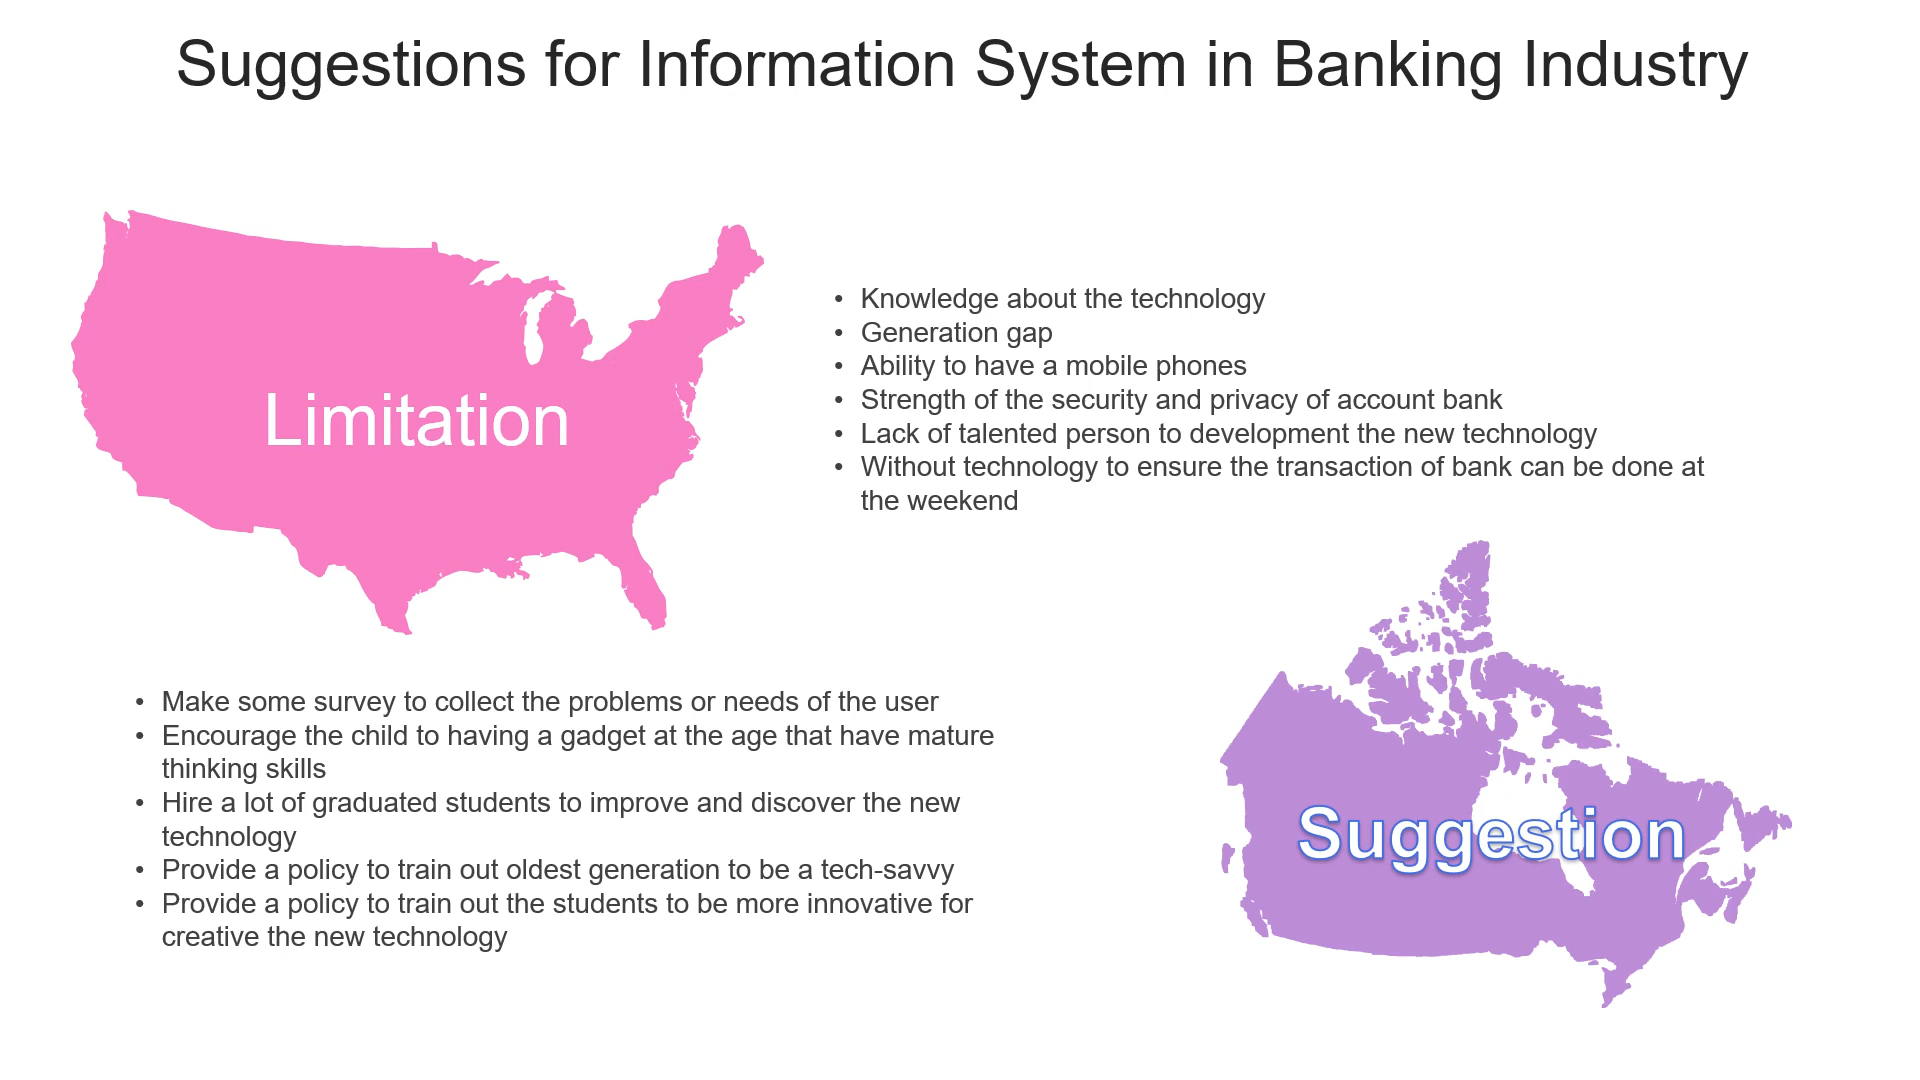 Suggestions for Information System in Banking Industry
Limitation
• Knowledge about the technology
• Generation gap
• Ability to have a mobile phones
• Strength of the security and privacy of account bank
• Lack of talented person to development the new technology
• Without technology to ensure the transaction of bank can be done at
the weekend
• Make some survey to collect the problems or needs of the user
• Encourage the child to having a gadget at the age that have mature
thinking skills
• Hire a lot of graduated students to improve and discover the new
technology
• Provide a policy to train out oldest generation to be a tech-savvy
• Provide a policy to train out the students to be more innovative for
creative the new technology
Suggestion